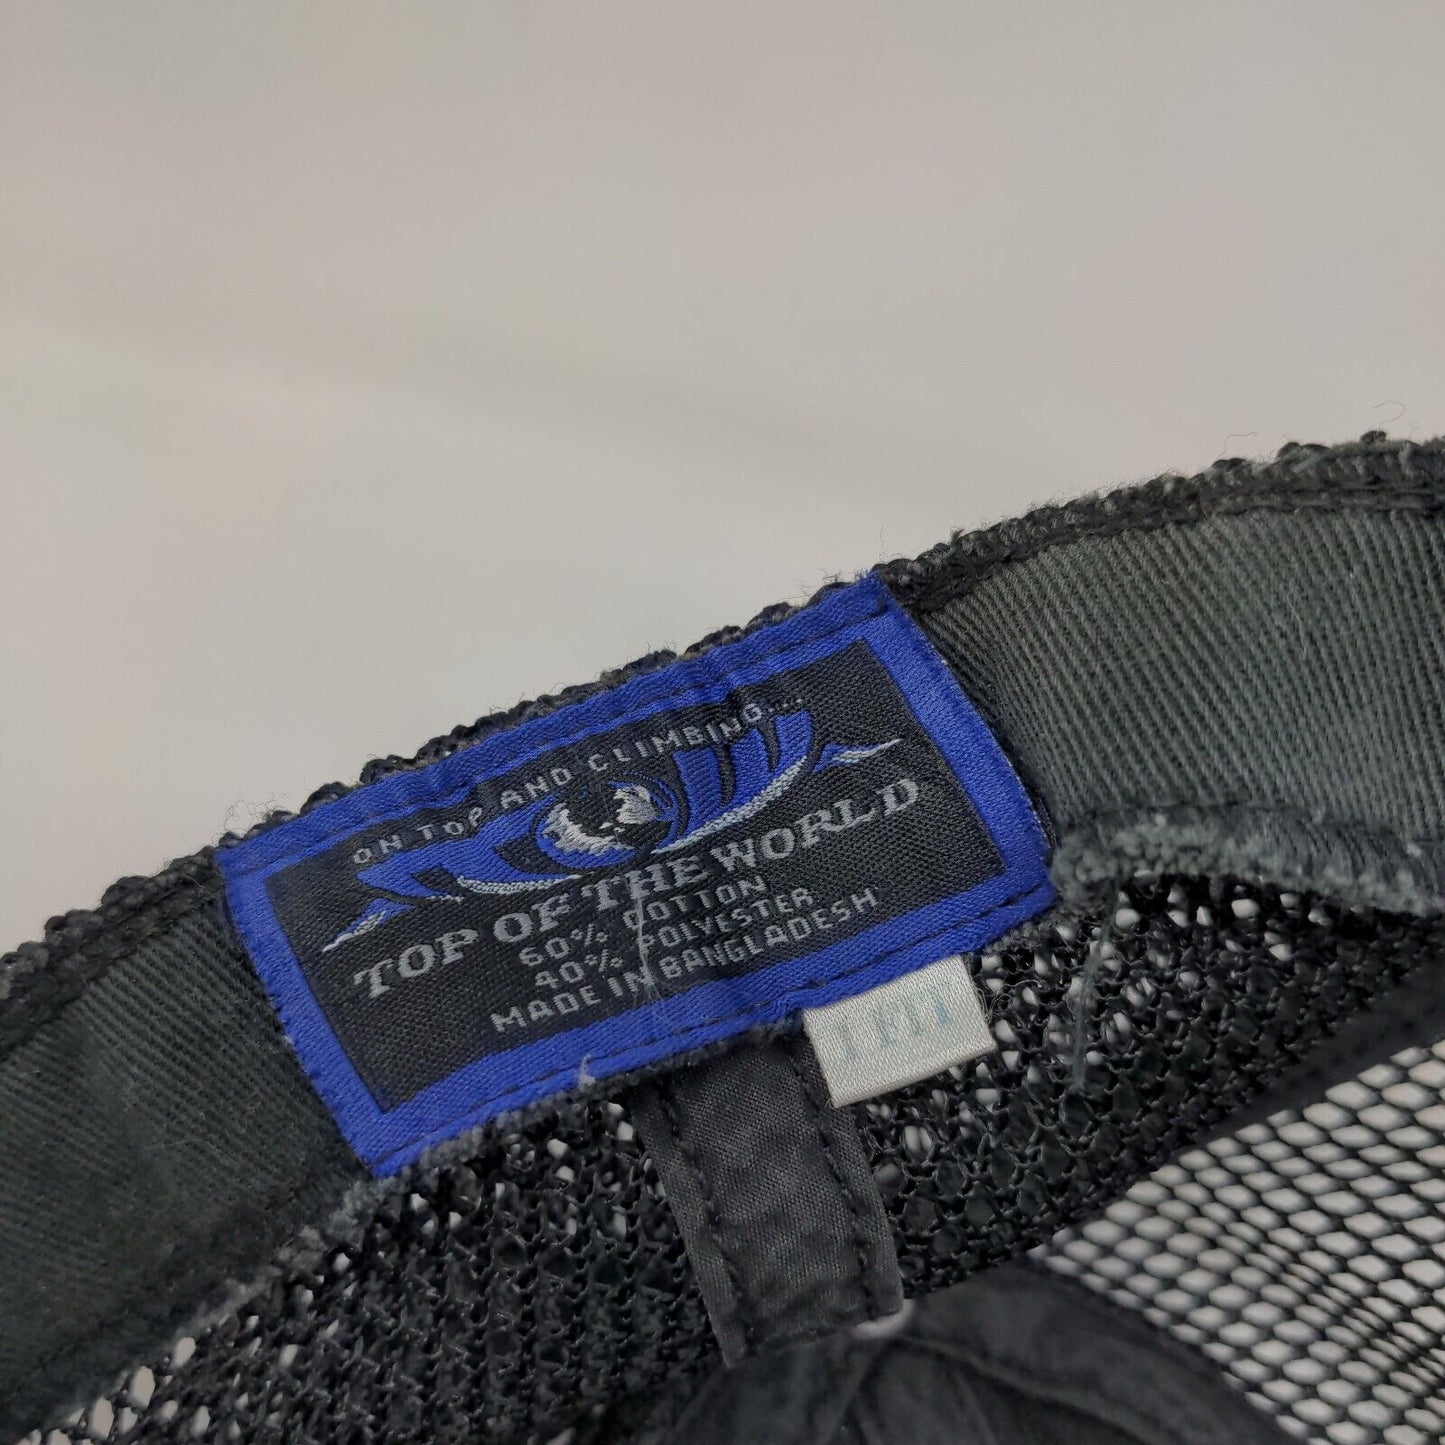 ON TOP AND CLIMBING....
TOP OF THE WORLD
60% COTTON
40% POLYESTER
MADE IN BANGLADESH